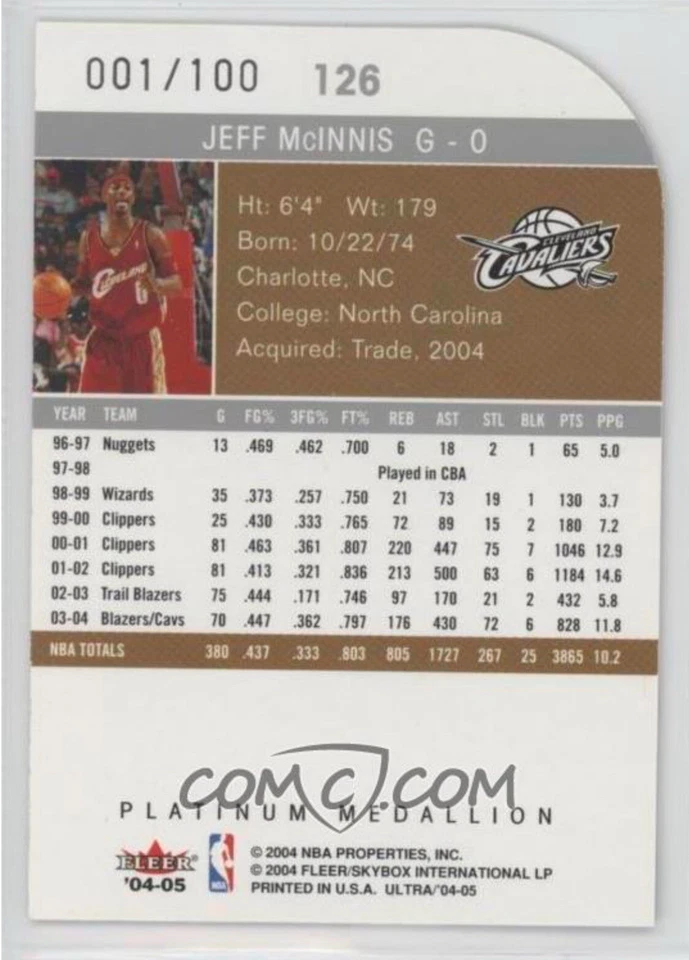 001/100 126
JEFF McINNIS G - 0
Ht: 6'4" Wt: 179
Born: 10/22/74
Charlotte, NC
College: North Carolina
Acquired: Trade, 2004
CLEVELAND
CAVALIERS
CLEVELAND
6
YEAR TEAM G FG% 3FG% FT% REB AST STL BLK PTS PPG
96-97 Nuggets 13 .469 .462 .700 6 18 2 1 65 5.0
97-98 Played in CBA
98-99 Wizards 35 .373 .257 .750 21 73 19 1 130 3.7
99-00 Clippers 25 .430 .333 .765 72 89 15 2 180 7.2
00-01 Clippers 81 .463 .361 .807 220 447 75 7 1046 12.9
01-02 Clippers 81 .413 .321 .836 213 500 63 6 1184 14.6
02-03 Trail Blazers 75 .444 .171 .746 97 170 21 2 432 5.8
03-04 Blazers/Cavs 70 .447 .362 .797 176 430 72 6 828 11.8
NBA TOTALS 380 .437 .333 .803 805 1727 267 25 3865 10.2
COMC.COM
PLATINUM MEDALLION
FLEER®
'04-05
NBA
© 2004 NBA PROPERTIES, INC.
© 2004 FLEER/SKYBOX INTERNATIONAL LP
PRINTED IN U.S.A. ULTRA/'04-05